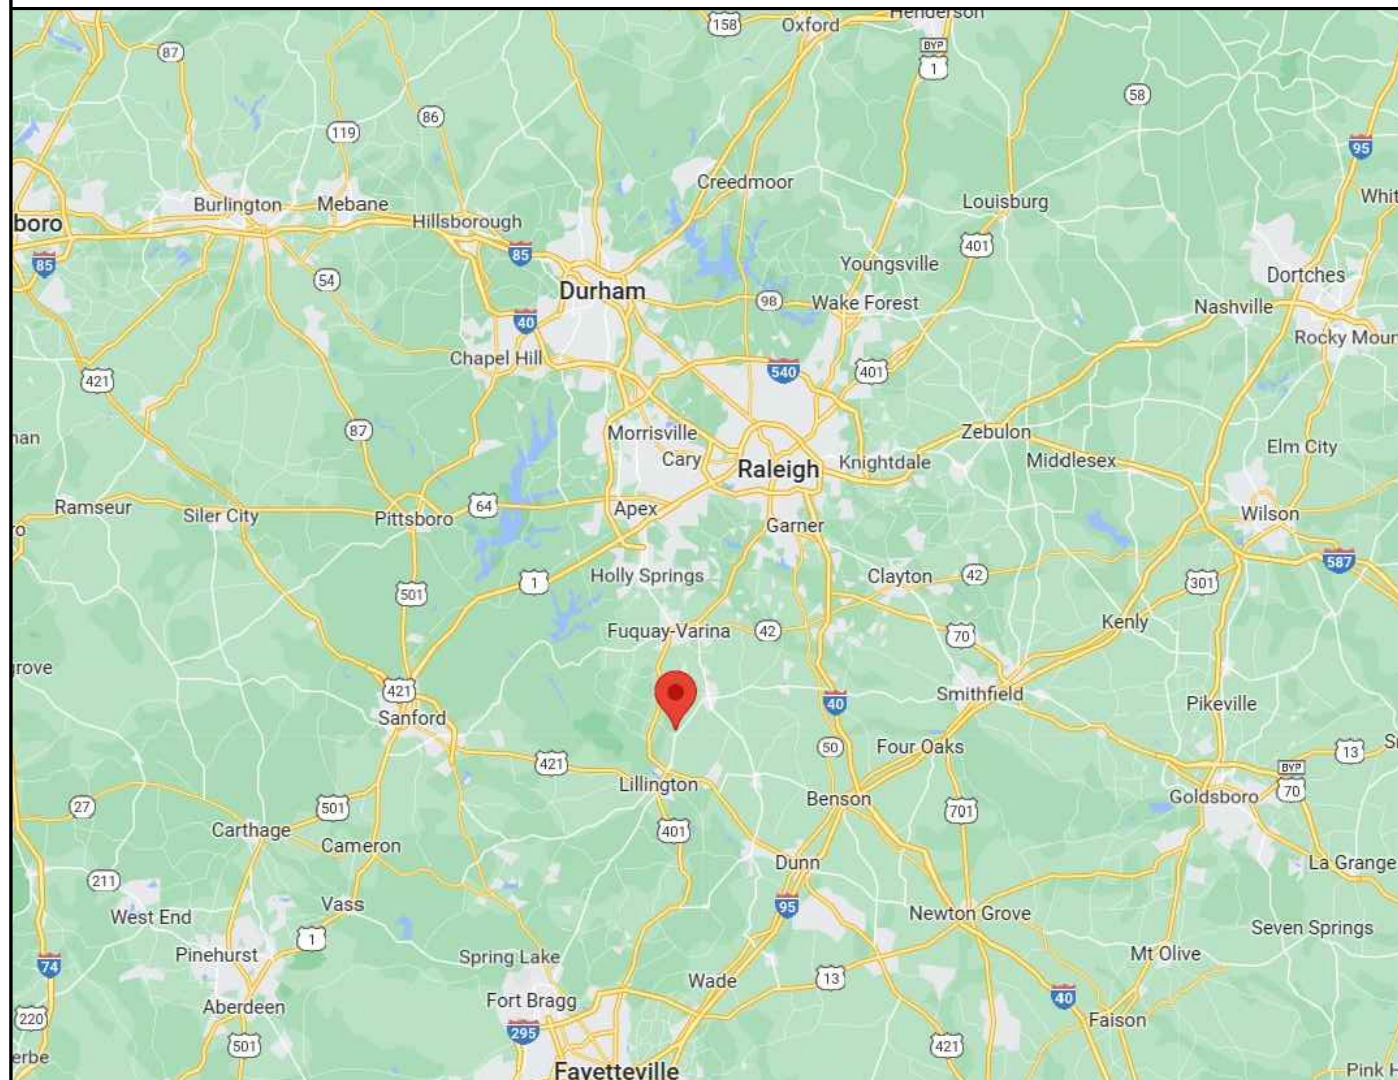 158
Oxford
Henderson
BYP
1
87
58
86
119
95
Creedmoor
Burlington
Mebane
Louisburg
Whit
boro
Hillsborough
401
85
85
Youngsville
Dortches
54
Durham
98
Wake Forest
Nashville
40
Rocky Moun
Chapel Hill
540
401
421
87
Morrisville
Zebulon
nan
Cary
Raleigh
Knightdale
Middlesex
Elm City
Ramseur
Siler City
Pittsboro
64
Apex
Garner
Wilson
ro
Holly Springs
1
Clayton
42
301
587
501
Fuquay-Varina
42
70
Kenly
grove
421
Smithfield
Sanford
40
Pikeville
50
Four Oaks
13
421
Lillington
BYP
70
27
501
Benson
701
Goldsboro
Carthage
401
Cameron
Dunn
La Grange
211
Vass
95
West End
Newton Grove
Seven Springs
1
Pinehurst
Spring Lake
Mt Olive
74
Wade
13
Aberdeen
Fort Bragg
40
220
295
Faison
501
421
erbe
Fayetteville
Pink H